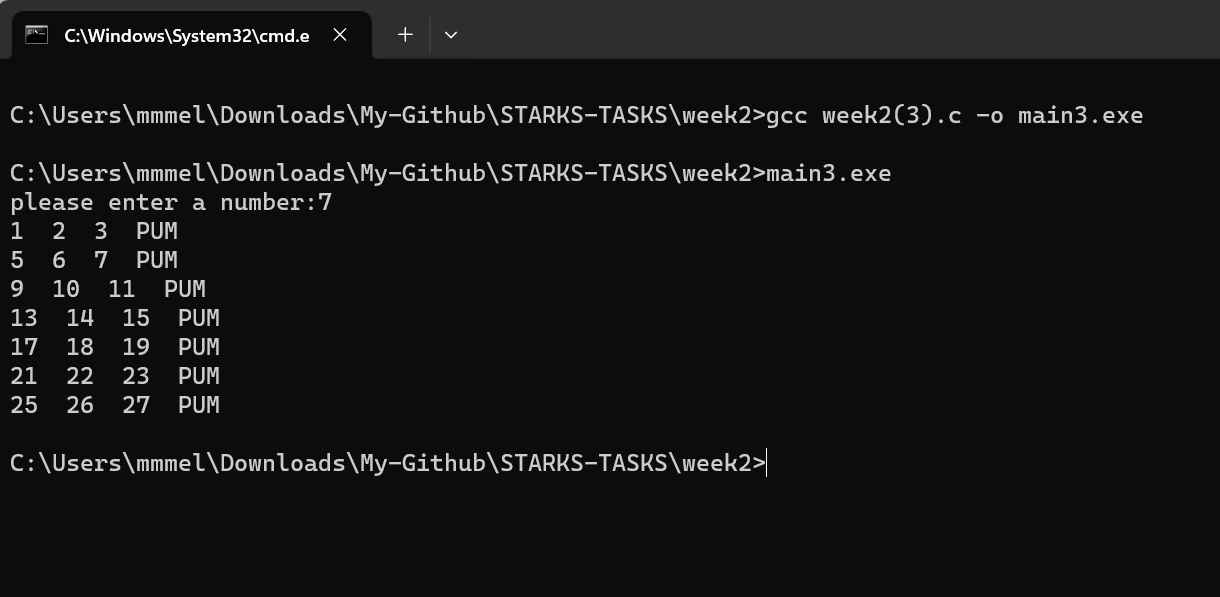 C:\Windows\System32\cmd.e
C:\Users\mmmel\Downloads\My-Github\STARKS-TASKS\week2>gcc week2(3).c -o main3.exe
C:\Users\mmmel\Downloads\My-Github\STARKS-TASKS\week2>main3.exe
please enter a number:7
1  2  3  PUM
5  6  7  PUM
9  10  11  PUM
13  14  15  PUM
17  18  19  PUM
21  22  23  PUM
25  26  27  PUM
C:\Users\mmmel\Downloads\My-Github\STARKS-TASKS\week2>